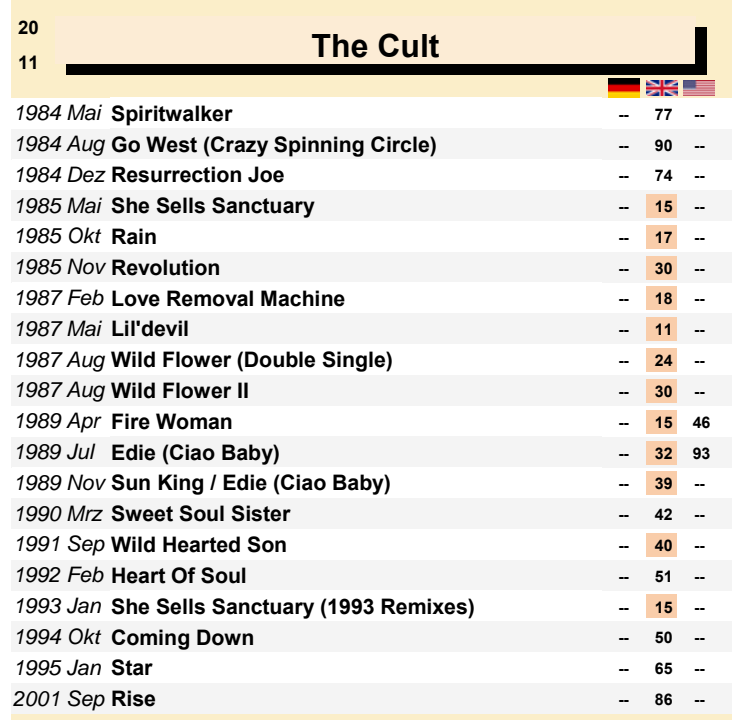 20
The Cult
11
1984 Mai Spiritwalker -- 77 --
1984 Aug Go West (Crazy Spinning Circle) -- 90 --
1984 Dez Resurrection Joe -- 74 --
1985 Mai She Sells Sanctuary -- 15 --
1985 Okt Rain -- 17 --
1985 Nov Revolution -- 30 --
1987 Feb Love Removal Machine -- 18 --
1987 Mai Lil'devil -- 11 --
1987 Aug Wild Flower (Double Single) -- 24 --
1987 Aug Wild Flower II -- 30 --
1989 Apr Fire Woman -- 15 46
1989 Jul Edie (Ciao Baby) -- 32 93
1989 Nov Sun King / Edie (Ciao Baby) -- 39 --
1990 Mrz Sweet Soul Sister -- 42 --
1991 Sep Wild Hearted Son -- 40 --
1992 Feb Heart Of Soul -- 51 --
1993 Jan She Sells Sanctuary (1993 Remixes) -- 15 --
1994 Okt Coming Down -- 50 --
1995 Jan Star -- 65 --
2001 Sep Rise -- 86 --